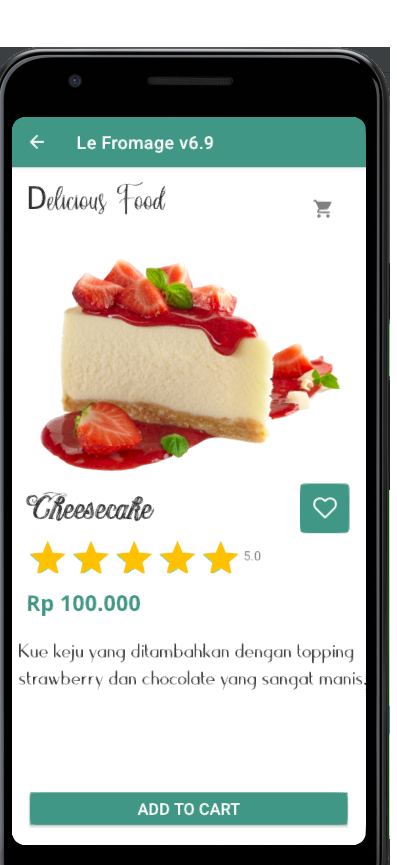 Le Fromage v6.9
Delicious Food
Cheesecake
5.0
Rp 100.000
Kue keju yang ditambahkan dengan topping
strawberry dan chocolate yang sangat manis.
ADD TO CART